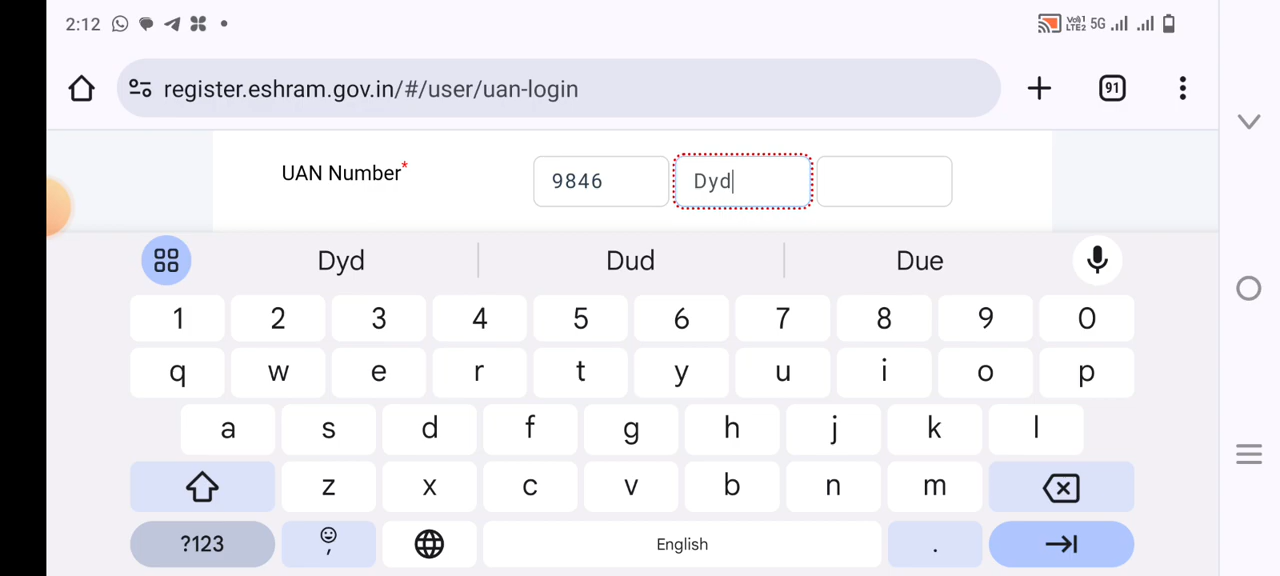 2:12 Vo)) 1 LTE2 5G
register.eshram.gov.in/#/user/uan-login 91
UAN Number* 9846 Dyd
Dyd Dud Due
1 2 3 4 5 6 7 8 9 0
q w e r t y u i o p
a s d f g h j k l
z x c v b n m
?123 , English .